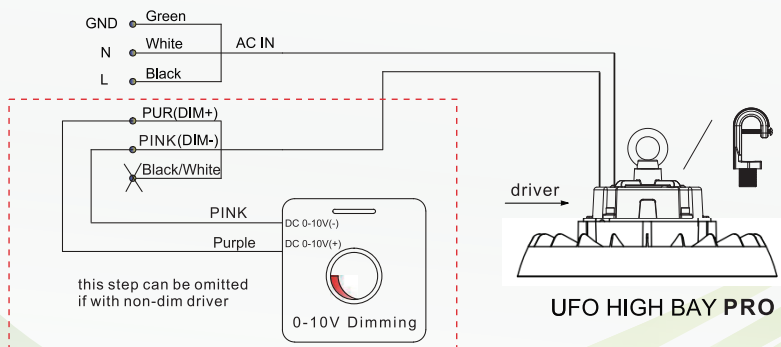 GND Green
N White AC IN
L Black
PUR(DIM+)
PINK(DIM-)
Black/White
PINK
DC 0-10V(-)
Purple
DC 0-10V(+)
this step can be omitted
if with non-dim driver
0-10V Dimming
driver
UFO HIGH BAY PRO